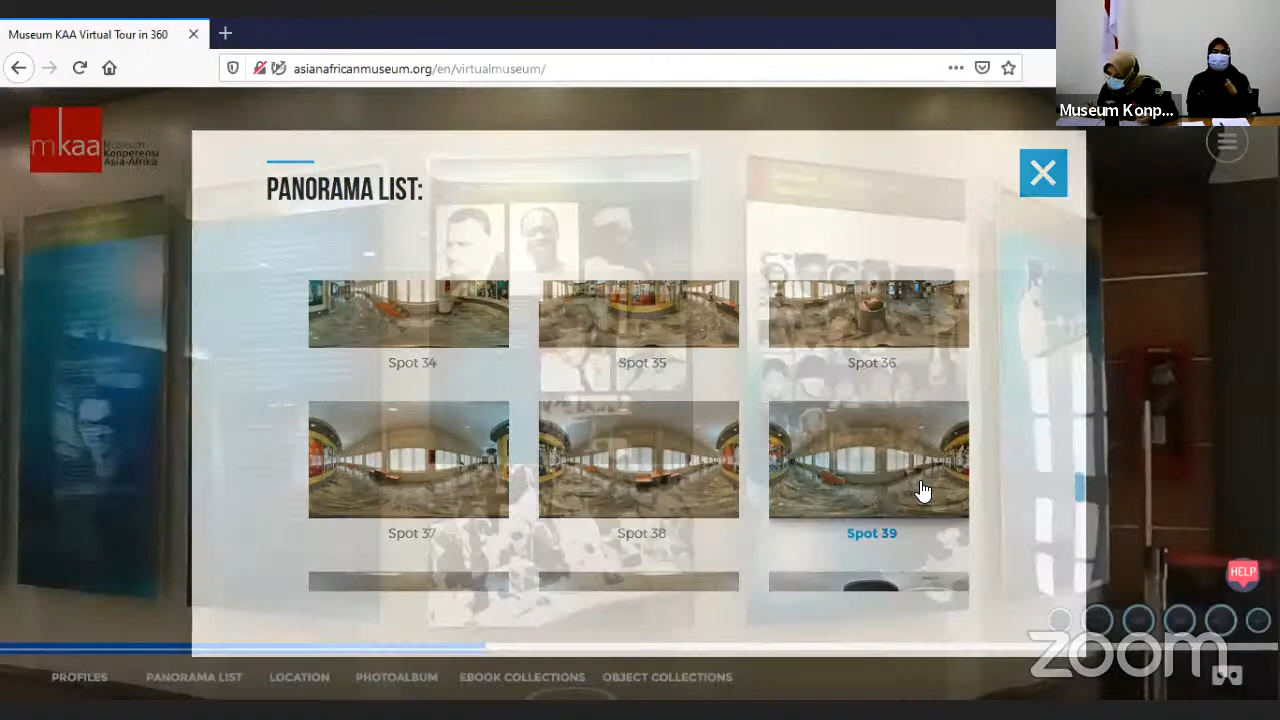 Museum KAA Virtual Tour in 360
asianafricanmuseum.org/en/virtualmuseum/
Museum Konp...
mkaa Museum
Konperensi
Asia-Afrika
PANORAMA LIST:
Spot 34 Spot 35 Spot 36
Spot 37 Spot 38 Spot 39
HELP
zoom
PROFILES PANORAMA LIST LOCATION PHOTOALBUM EBOOK COLLECTIONS OBJECT COLLECTIONS